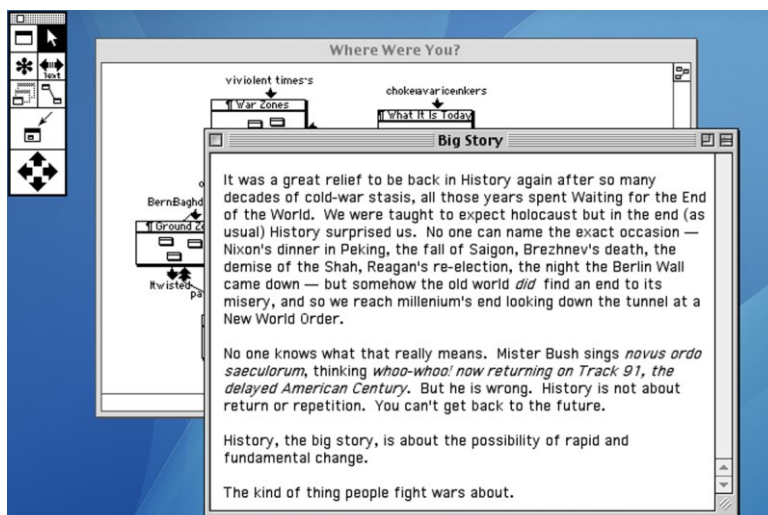 Where Were You?
text
viviolent times's
¶ War Zones
¶ What It Is Today
Big Story
¶ Ground Z
It was a great relief to be back in History again after so many
decades of cold-war stasis, all those years spent Waiting for the End
of the World.  We were taught to expect holocaust but in the end (as
usual) History surprised us.  No one can name the exact occasion —
Nixon's dinner in Peking, the fall of Saigon, Brezhnev's death, the
demise of the Shah, Reagan's re-election, the night the Berlin Wall
came down — but somehow the old world did  find an end to its
misery, and so we reach millenium's end looking down the tunnel at a
New World Order.
No one knows what that really means.  Mister Bush sings novus ordo
saeculorum, thinking whoo-whoo! now returning on Track 91, the
delayed American Century.  But he is wrong.  History is not about
return or repetition.  You can't get back to the future.
History, the big story, is about the possibility of rapid and
fundamental change.
The kind of thing people fight wars about.